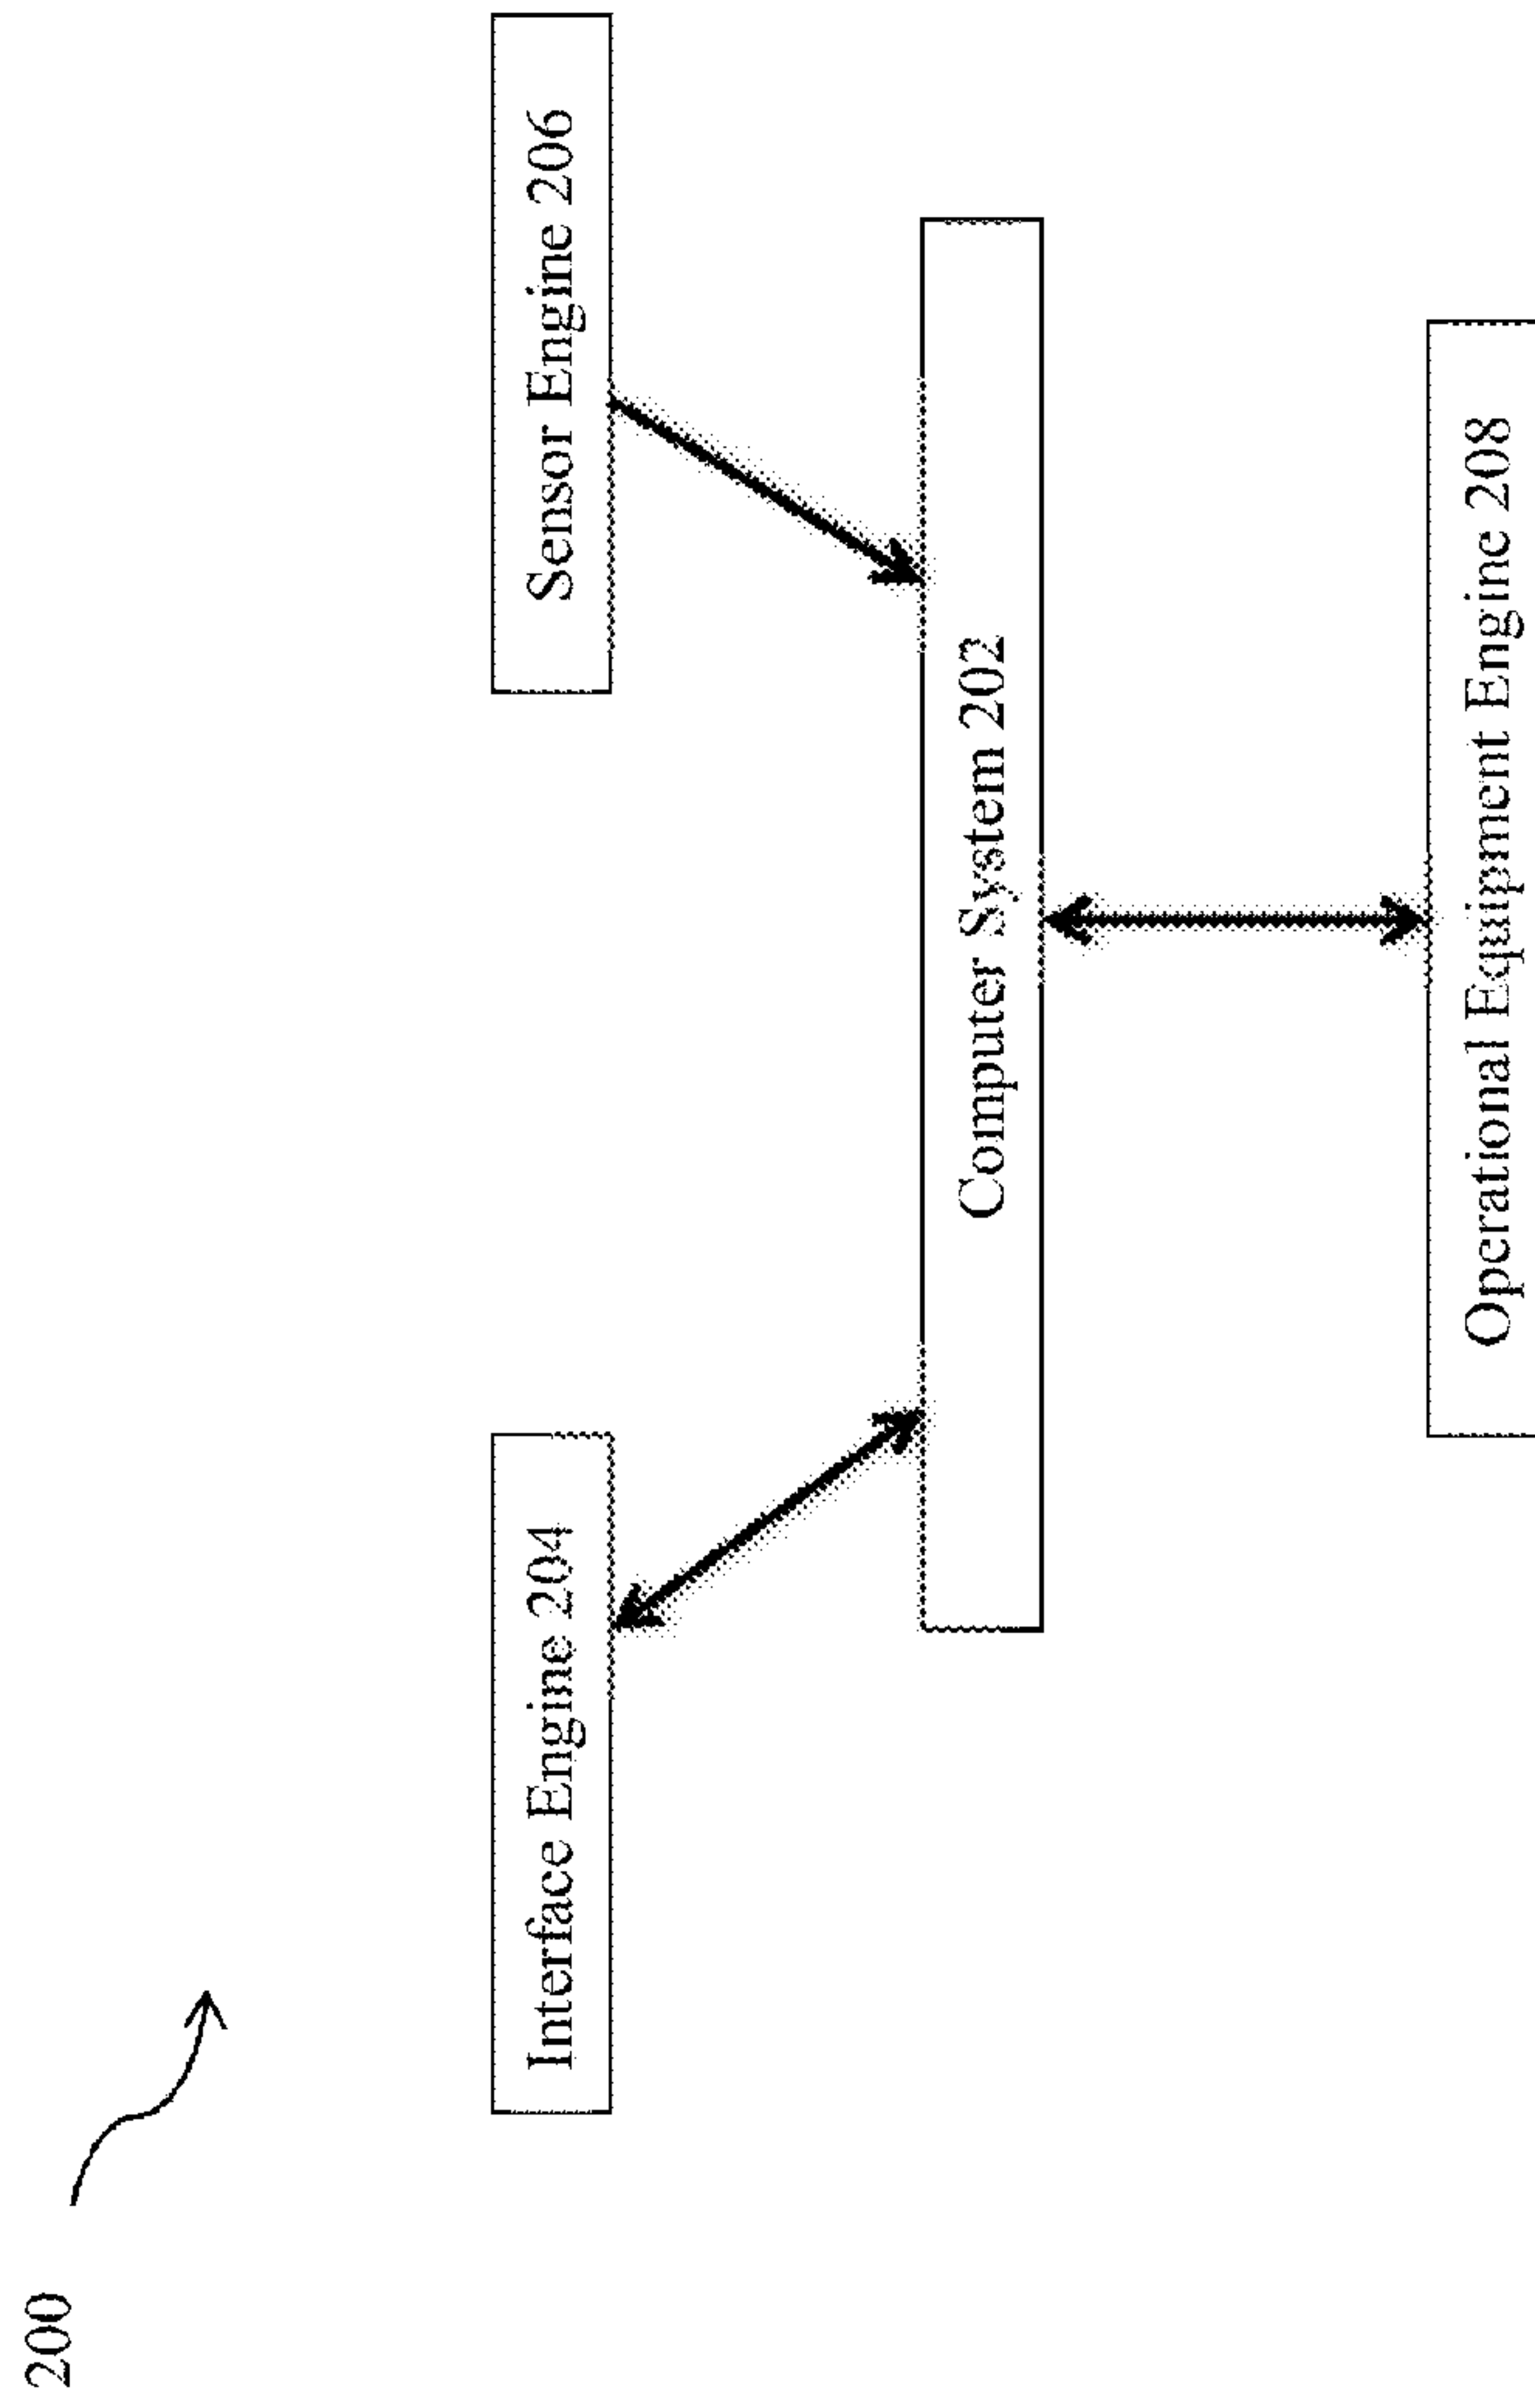 200
Interface Engine 204
Sensor Engine 206
Computer System 202
Operational Equipment Engine 208